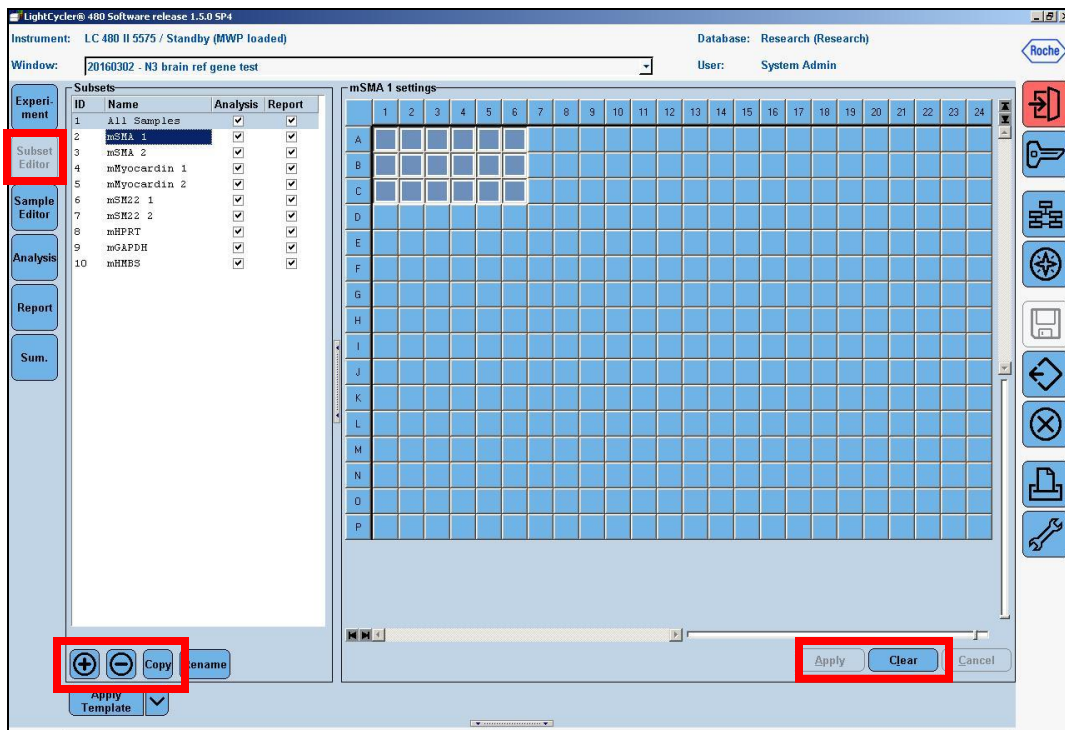 LightCycler® 480 Software release 1.5.0 SP4
Instrument: LC 480 II 5575 / Standby (MWP loaded)
Database: Research (Research)
Window: 20160302 - N3 brain ref gene test
User: System Admin
Roche
Experi-
ment
Subset
Editor
Sample
Editor
Analysis
Report
Sum.
Subsets
ID Name Analysis Report
1 All Samples
2 mSMA 1
3 mSMA 2
4 mMyocardin 1
5 mMyocardin 2
6 mSM22 1
7 mSM22 2
8 mHPRT
9 mGAPDH
10 mHMBS
Copy
Rename
Apply
Template
mSMA 1 settings
1 2 3 4 5 6 7 8 9 10 11 12 13 14 15 16 17 18 19 20 21 22 23 24
A
B
C
D
E
F
G
H
I
J
K
L
M
N
O
P
Apply Clear Cancel